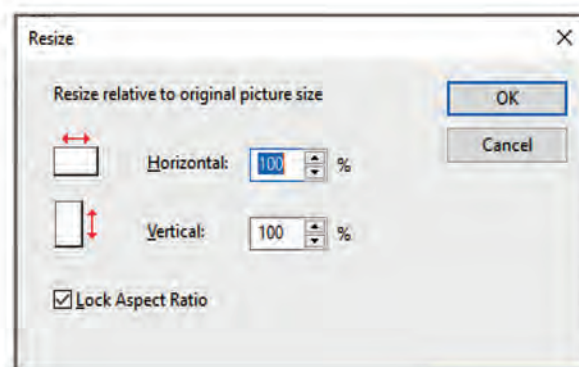 Resize
Resize relative to original picture size
OK
Cancel
Horizontal: 100 %
Vertical: 100 %
Lock Aspect Ratio